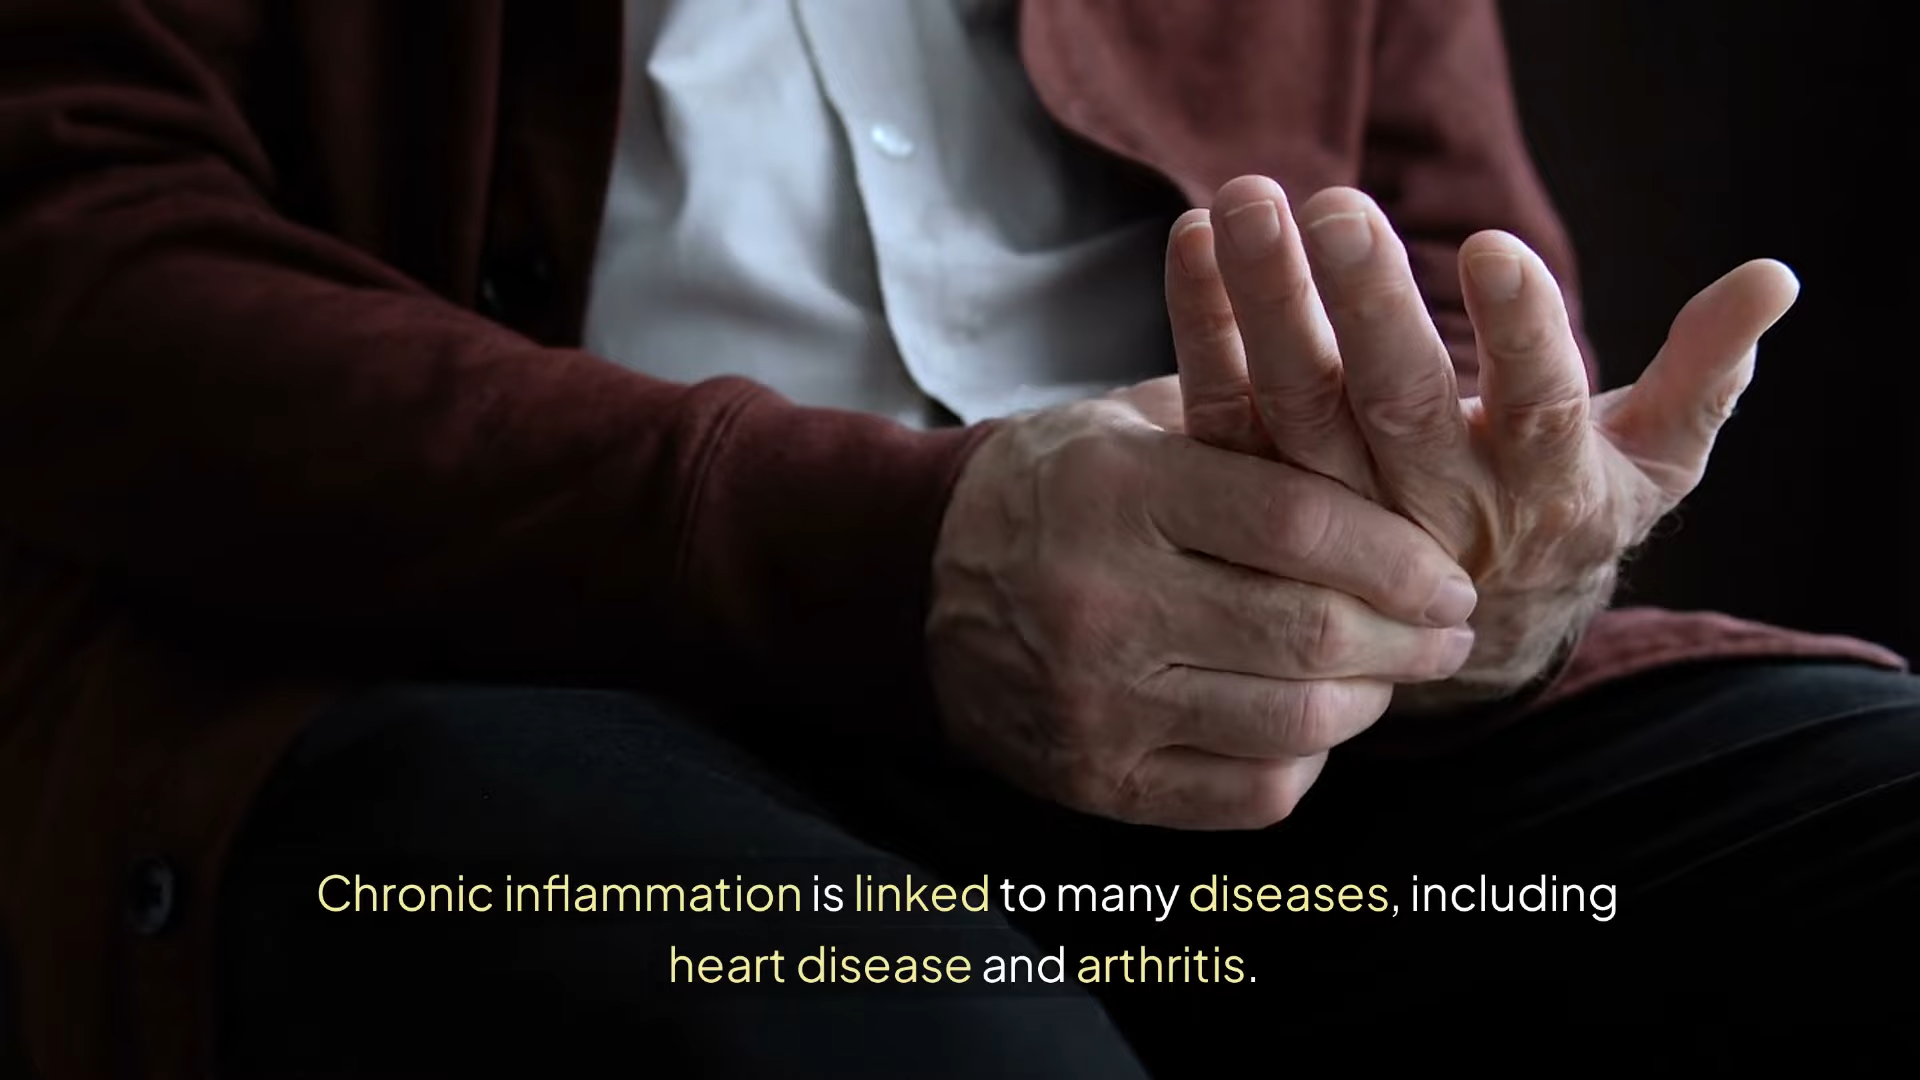 Chronic inflammation is linked to many diseases, including
heart disease and arthritis.